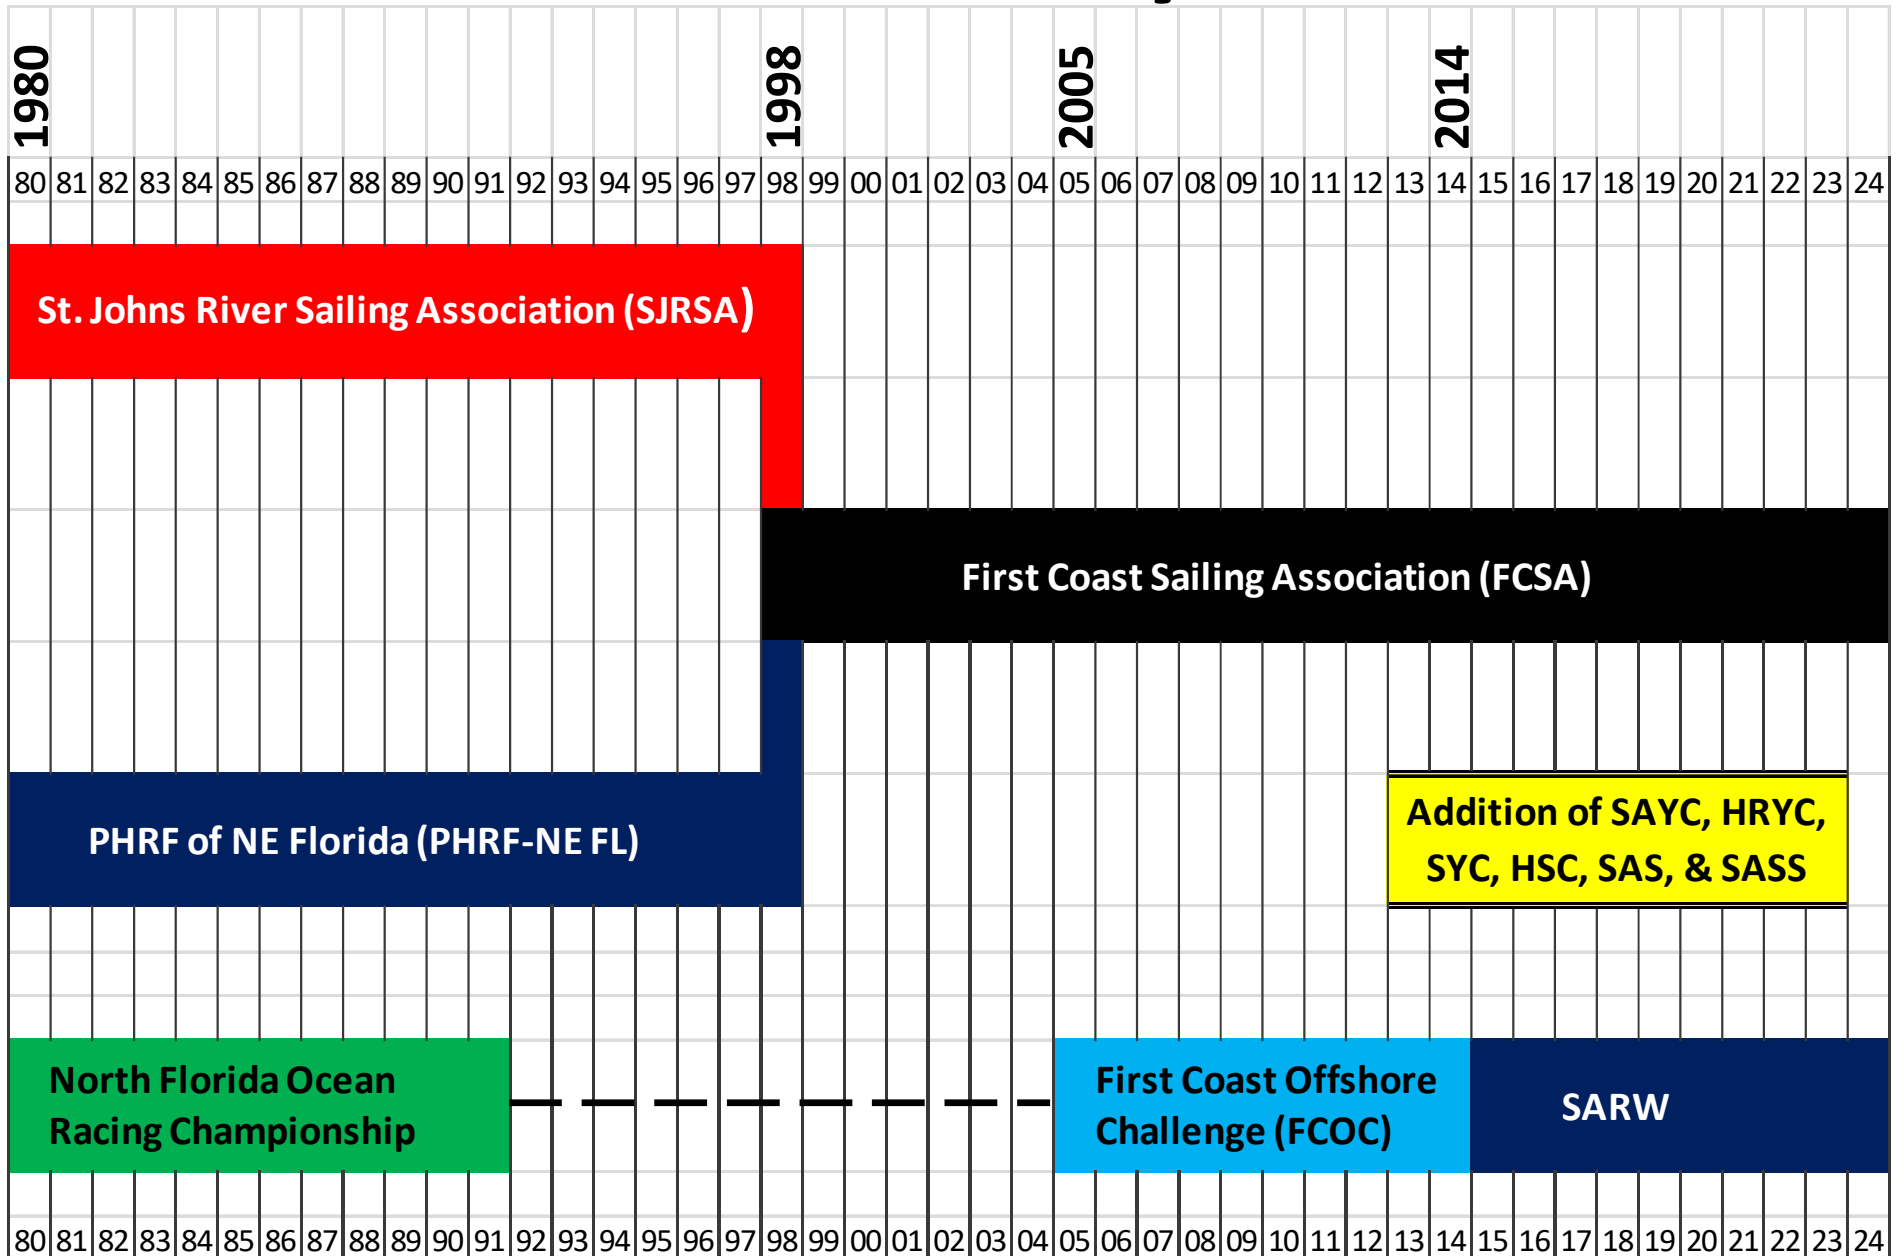 1980 1998 2005 2014
80 81 82 83 84 85 86 87 88 89 90 91 92 93 94 95 96 97 98 99 00 01 02 03 04 05 06 07 08 09 10 11 12 13 14 15 16 17 18 19 20 21 22 23 24
St. Johns River Sailing Association (SJRSA)
First Coast Sailing Association (FCSA)
PHRF of NE Florida (PHRF-NE FL)
Addition of SAYC, HRYC,
SYC, HSC, SAS, & SASS
North Florida Ocean
Racing Championship
First Coast Offshore
Challenge (FCOC)
SARW
80 81 82 83 84 85 86 87 88 89 90 91 92 93 94 95 96 97 98 99 00 01 02 03 04 05 06 07 08 09 10 11 12 13 14 15 16 17 18 19 20 21 22 23 24